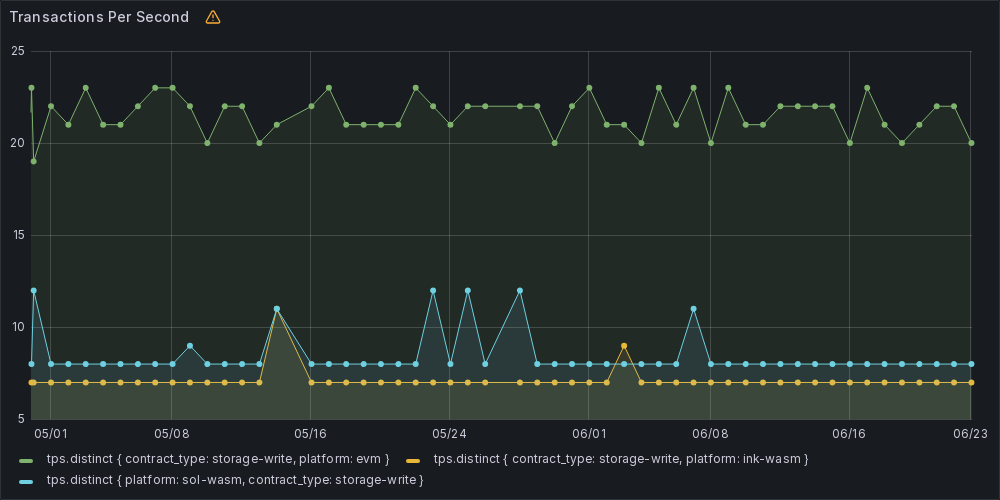 Transactions Per Second
25
20
15
10
5
05/01 05/08 05/16 05/24 06/01 06/08 06/16 06/23
tps.distinct { contract_type: storage-write, platform: evm } tps.distinct { contract_type: storage-write, platform: ink-wasm }
tps.distinct { platform: sol-wasm, contract_type: storage-write }